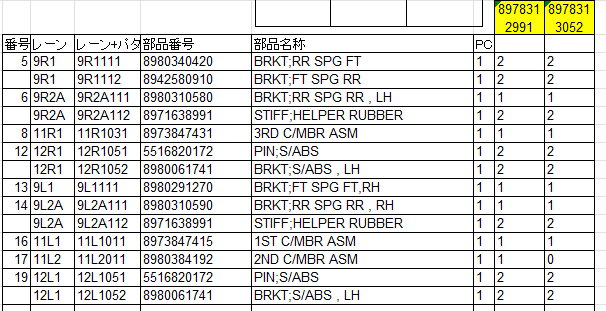 897831 897831
2991 3052
番号 レーン レーン+パタ 部品番号 部品名称 PC
5 9R1 9R1111 8980340420 BRKT;RR SPG FT 1 2 2
9R1 9R1112 8942580910 BRKT;FT SPG RR 1 2 2
6 9R2A 9R2A111 8980310580 BRKT;RR SPG RR , LH 1 1 1
9R2A 9R2A112 8971638991 STIFF;HELPER RUBBER 1 2 2
8 11R1 11R1031 8973847431 3RD C/MBR ASM 1 1 1
12 12R1 12R1051 5516820172 PIN;S/ABS 1 2 2
12R1 12R1052 8980061741 BRKT;S/ABS , LH 1 2 2
13 9L1 9L1111 8980291270 BRKT;FT SPG FT,RH 1 1 1
14 9L2A 9L2A111 8980310590 BRKT;RR SPG RR , RH 1 1 1
9L2A 9L2A112 8971638991 STIFF;HELPER RUBBER 1 2 2
16 11L1 11L1011 8973847415 1ST C/MBR ASM 1 1 1
17 11L2 11L2011 8980384192 2ND C/MBR ASM 1 1 0
19 12L1 12L1051 5516820172 PIN;S/ABS 1 2 2
12L1 12L1052 8980061741 BRKT;S/ABS , LH 1 2 2